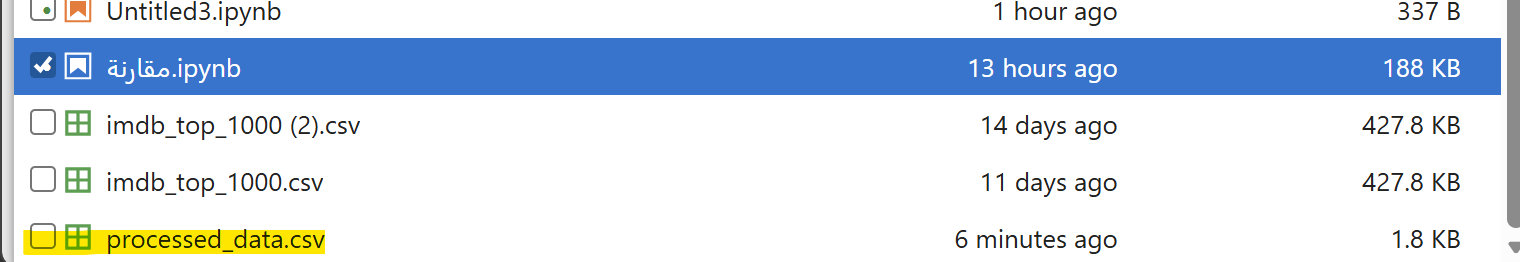 Untitled3.ipynb 1 hour ago 337 B
مقارنة.ipynb 13 hours ago 188 KB
imdb_top_1000 (2).csv 14 days ago 427.8 KB
imdb_top_1000.csv 11 days ago 427.8 KB
processed_data.csv 6 minutes ago 1.8 KB